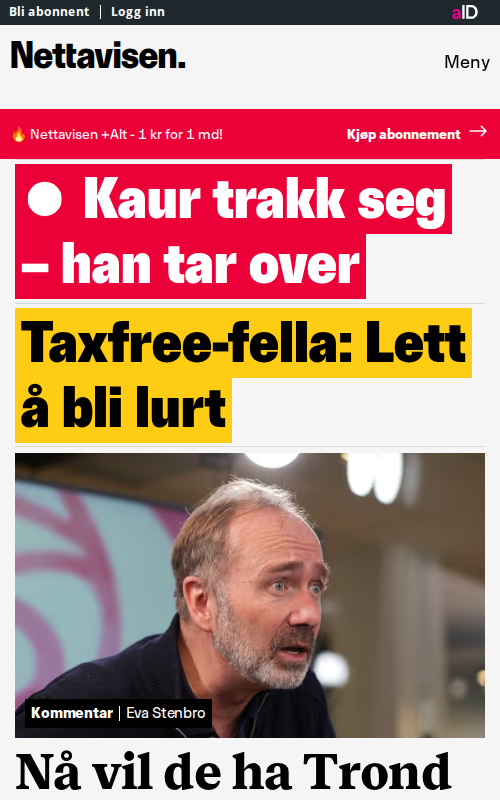 Bli abonnent | Logg inn
aID
Nettavisen.
Meny
🔥 Nettavisen +Alt - 1 kr for 1 md!
Kjøp abonnement →
Kaur trakk seg
– han tar over
Taxfree-fella: Lett
å bli lurt
Kommentar | Eva Stenbro
Nå vil de ha Trond